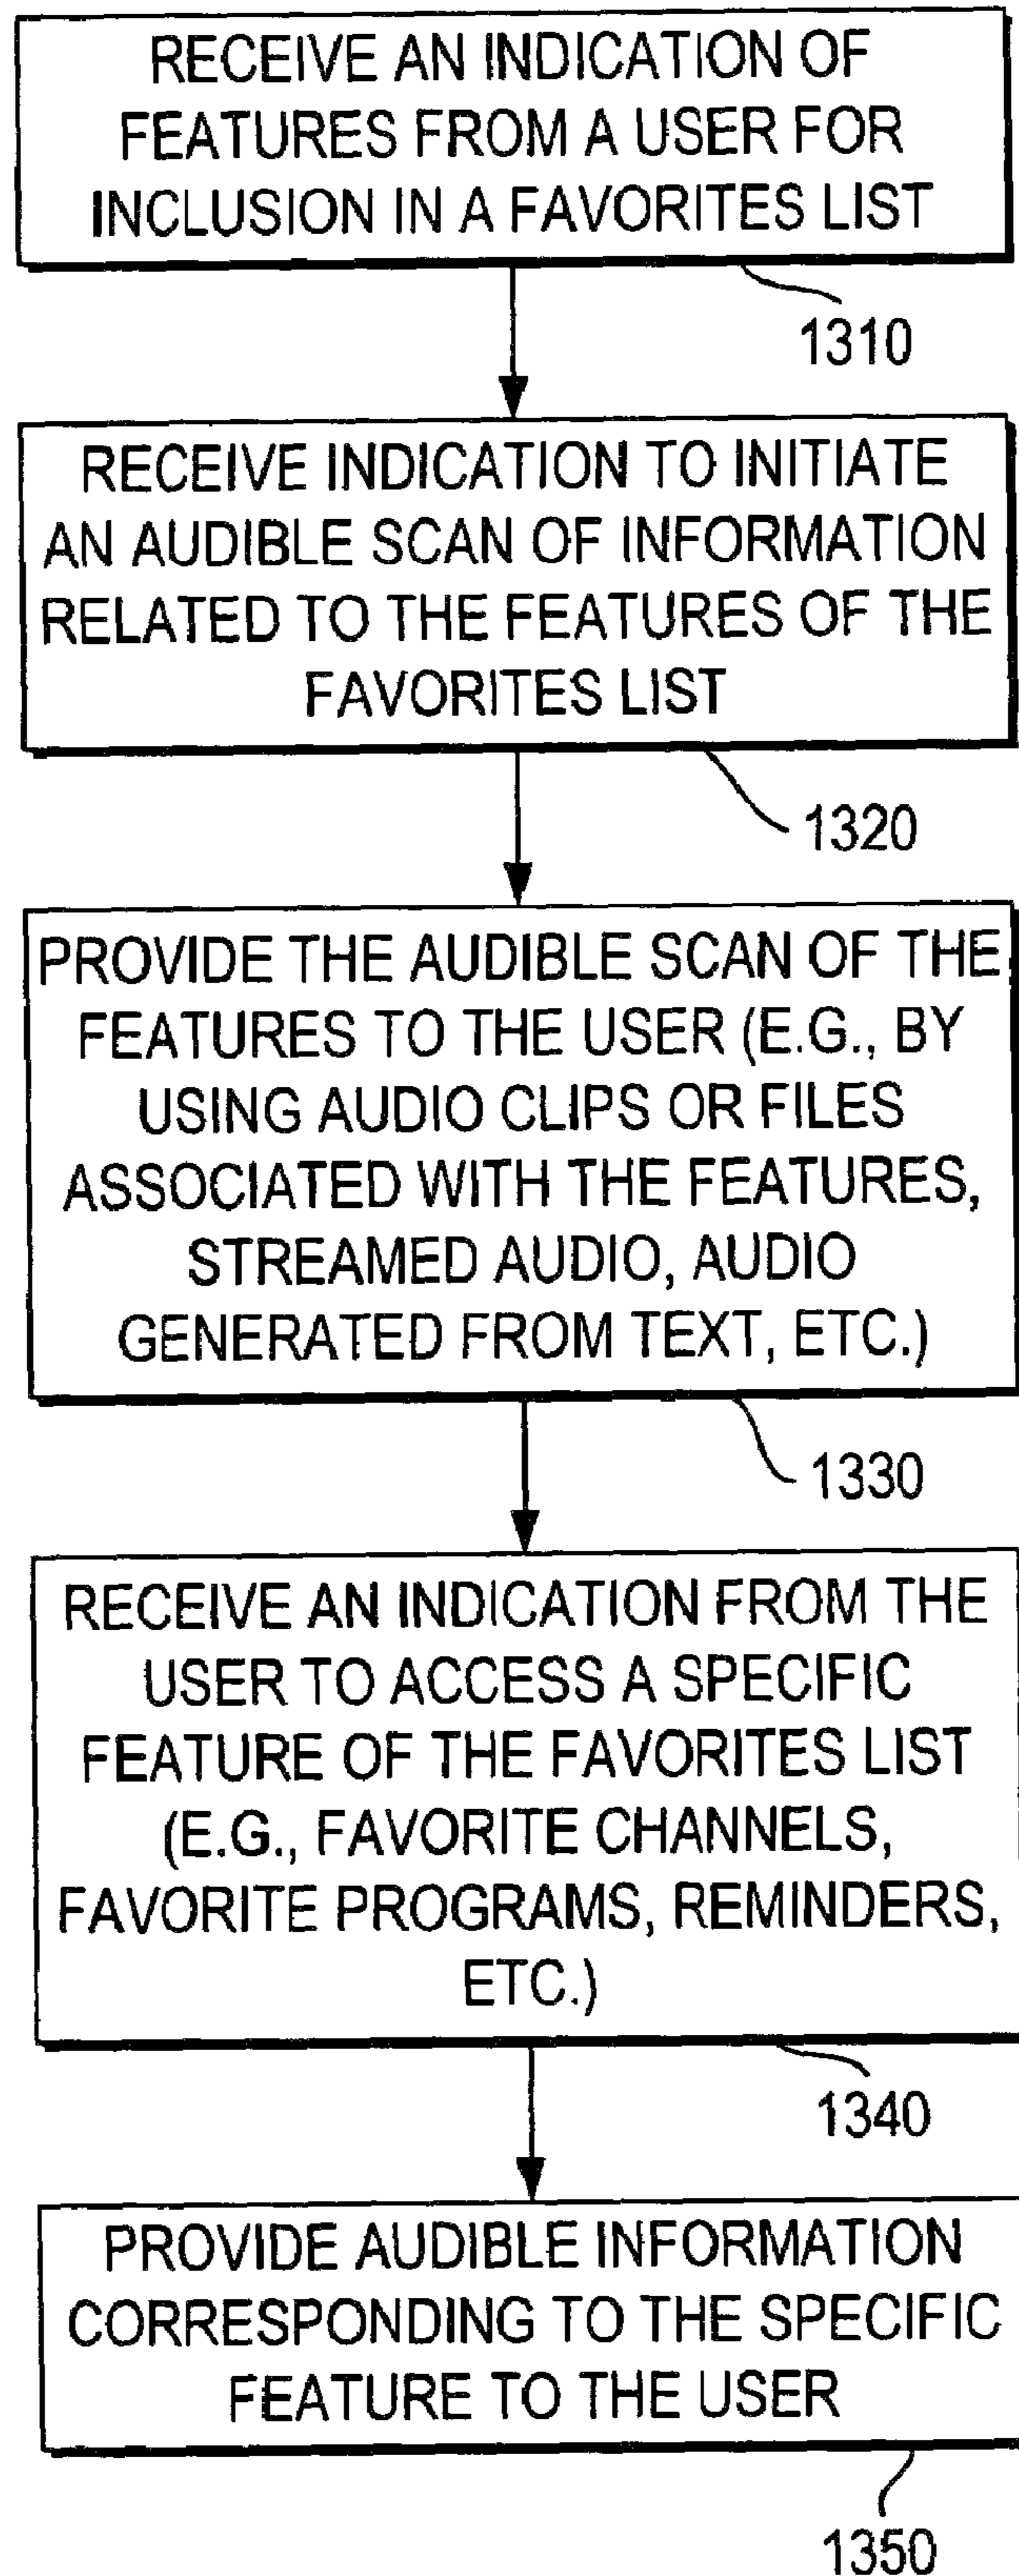 RECEIVE AN INDICATION OF
FEATURES FROM A USER FOR
INCLUSION IN A FAVORITES LIST
1310
RECEIVE INDICATION TO INITIATE
AN AUDIBLE SCAN OF INFORMATION
RELATED TO THE FEATURES OF THE
FAVORITES LIST
1320
PROVIDE THE AUDIBLE SCAN OF THE
FEATURES TO THE USER (E.G., BY
USING AUDIO CLIPS OR FILES
ASSOCIATED WITH THE FEATURES,
STREAMED AUDIO, AUDIO
GENERATED FROM TEXT, ETC.)
1330
RECEIVE AN INDICATION FROM THE
USER TO ACCESS A SPECIFIC
FEATURE OF THE FAVORITES LIST
(E.G., FAVORITE CHANNELS,
FAVORITE PROGRAMS, REMINDERS,
ETC.)
1340
PROVIDE AUDIBLE INFORMATION
CORRESPONDING TO THE SPECIFIC
FEATURE TO THE USER
1350